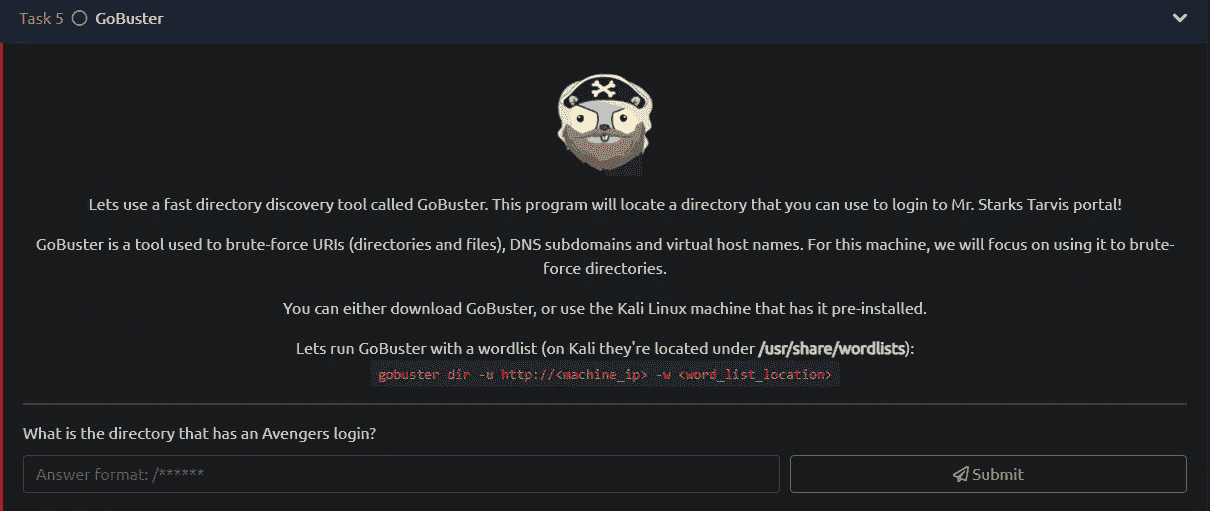 Task 5 GoBuster
Lets use a fast directory discovery tool called GoBuster. This program will locate a directory that you can use to login to Mr. Starks Tarvis portal!
GoBuster is a tool used to brute-force URIs (directories and files), DNS subdomains and virtual host names. For this machine, we will focus on using it to brute-
force directories.
You can either download GoBuster, or use the Kali Linux machine that has it pre-installed.
Lets run GoBuster with a wordlist (on Kali they're located under /usr/share/wordlists):
gobuster dir -u http://<machine_ip> -w <word_list_location>
What is the directory that has an Avengers login?
Answer format: /******
Submit